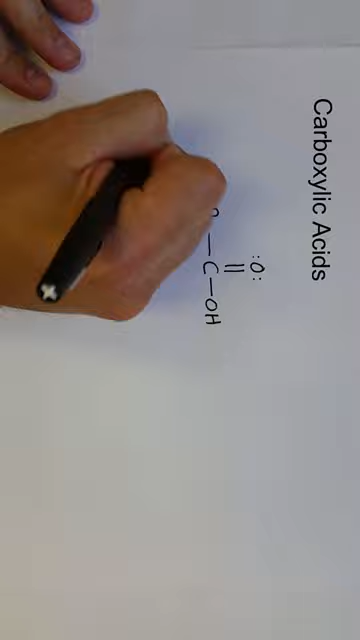 Carboxylic Acids
:O:
||
— C — OH